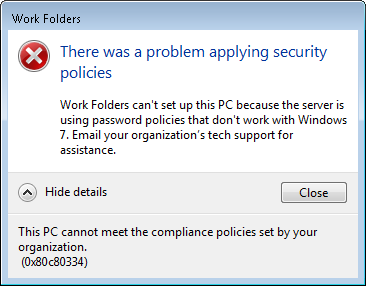 Work Folders
There was a problem applying security
policies
Work Folders can't set up this PC because the server is
using password policies that don't work with Windows
7. Email your organization's tech support for
assistance.
Hide details
Close
This PC cannot meet the compliance policies set by your
organization.
(0x80c80334)